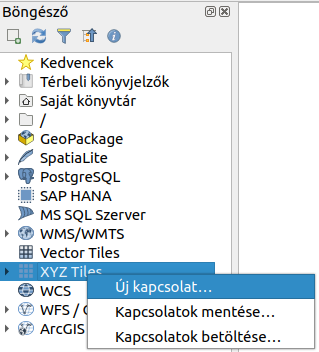 Böngésző
Kedvencek
Térbeli könyvjelzők
Saját könyvtár
/
GeoPackage
SpatiaLite
PostgreSQL
SAP HANA
MS SQL Szerver
WMS/WMTS
Vector Tiles
XYZ Tiles
Új kapcsolat...
WCS
WFS /
Kapcsolatok mentése...
ArcGIS
Kapcsolatok betöltése...